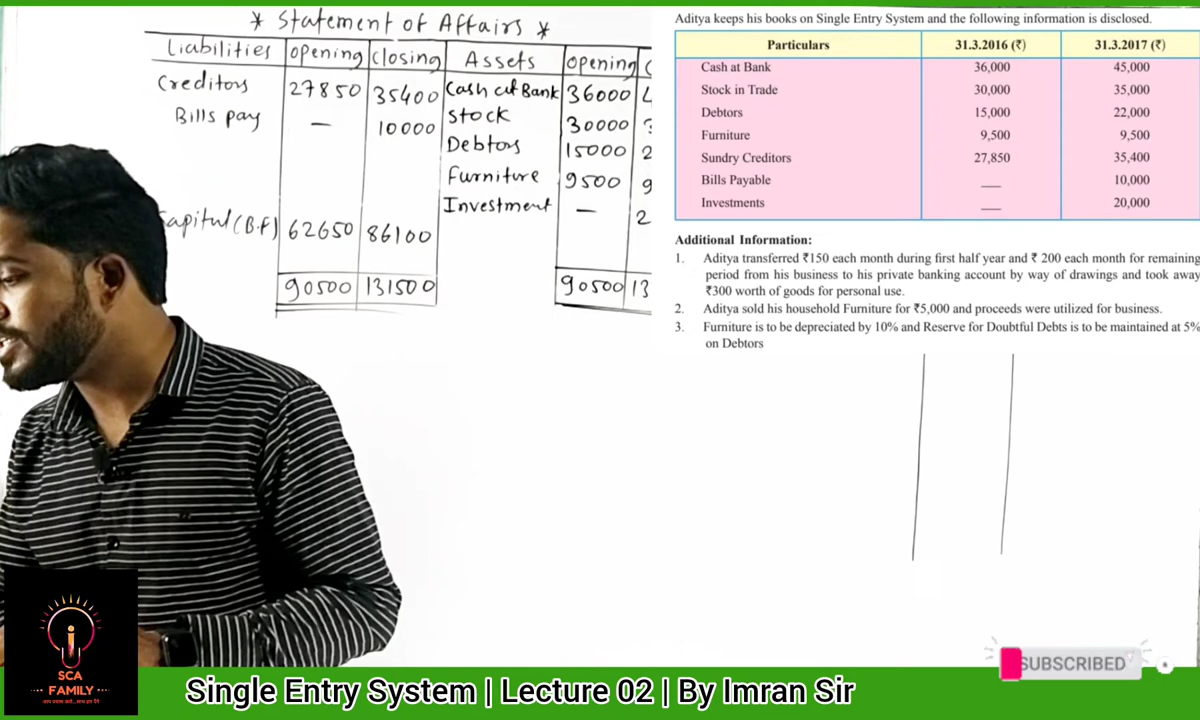 * Statement of Affairs *
Liabilities opening closing Assets opening C
Creditors 27850 35400 Cash at Bank 36000 4
Bills pay — 10000 Stock 30000 3
Debtors 15000 2
Furniture 9500 9
Investment — 2
apital (B.F) 62650 86100
90500 131500 90500 13
Aditya keeps his books on Single Entry System and the following information is disclosed.
Particulars 31.3.2016 (₹) 31.3.2017 (₹)
Cash at Bank 36,000 45,000
Stock in Trade 30,000 35,000
Debtors 15,000 22,000
Furniture 9,500 9,500
Sundry Creditors 27,850 35,400
Bills Payable — 10,000
Investments — 20,000
Additional Information:
1. Aditya transferred ₹150 each month during first half year and ₹ 200 each month for remaining
period from his business to his private banking account by way of drawings and took away
₹300 worth of goods for personal use.
2. Aditya sold his household Furniture for ₹5,000 and proceeds were utilized for business.
3. Furniture is to be depreciated by 10% and Reserve for Doubtful Debts is to be maintained at 5%
on Debtors
SUBSCRIBED
SCA
FAMILY
Single Entry System | Lecture 02 | By Imran Sir